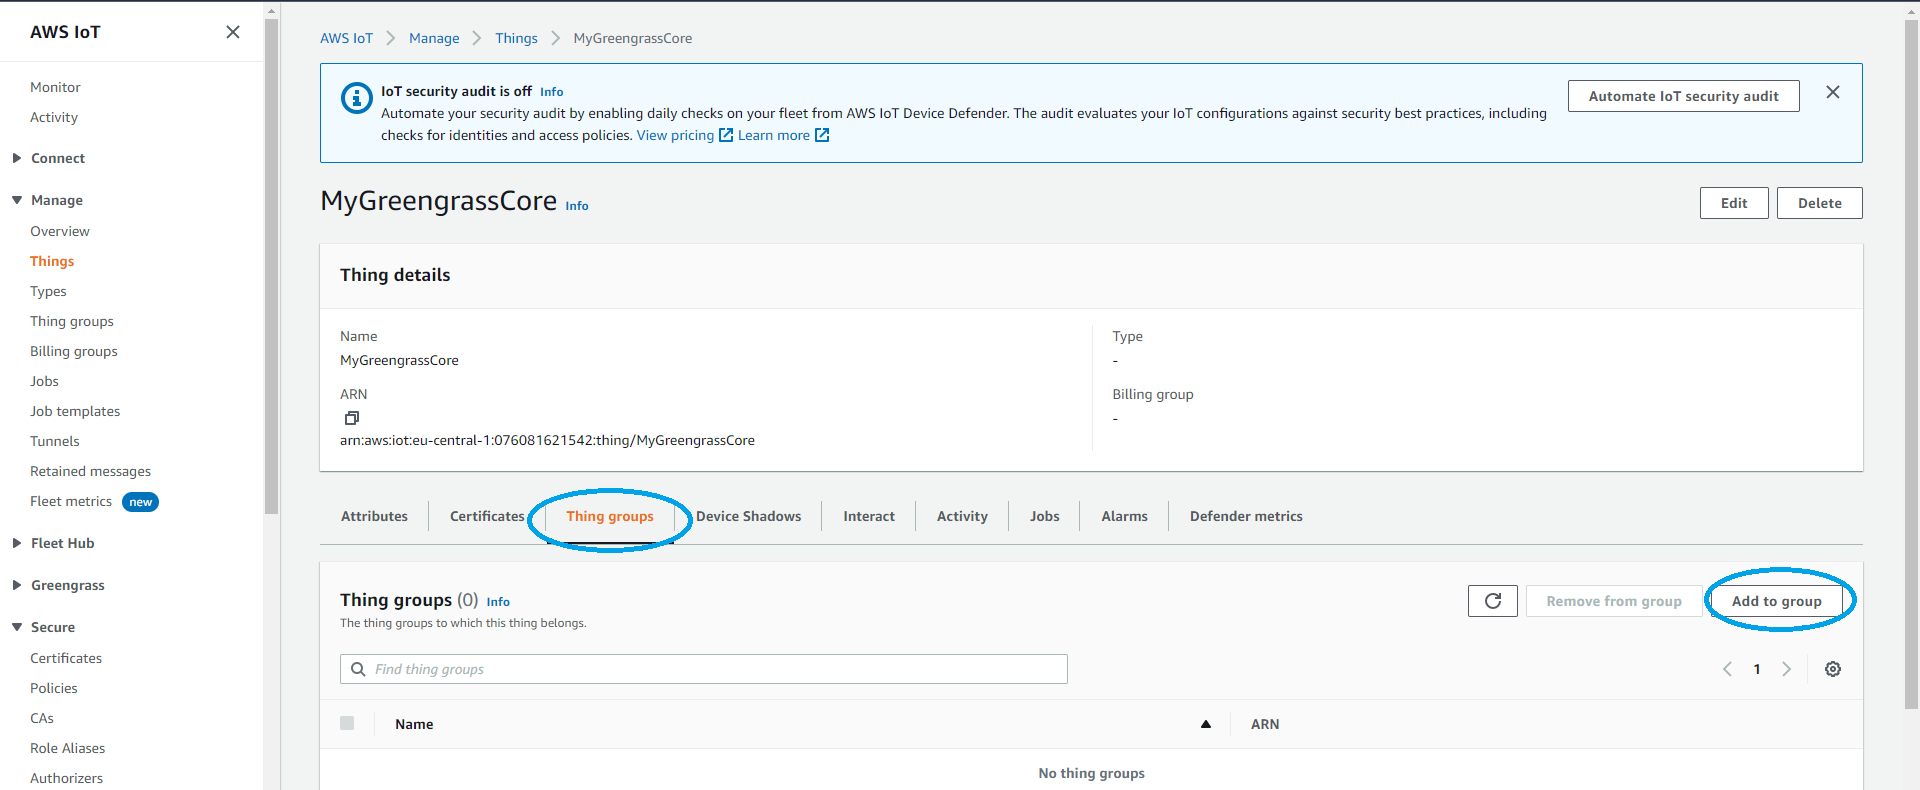 AWS IoT
Monitor
Activity
Connect
Manage
Overview
Things
Types
Thing groups
Billing groups
Jobs
Job templates
Tunnels
Retained messages
Fleet metrics new
Fleet Hub
Greengrass
Secure
Certificates
Policies
CAs
Role Aliases
Authorizers
AWS IoT Manage Things MyGreengrassCore
IoT security audit is off Info
Automate your security audit by enabling daily checks on your fleet from AWS IoT Device Defender. The audit evaluates your IoT configurations against security best practices, including
checks for identities and access policies. View pricing Learn more
Automate IoT security audit
MyGreengrassCore Info
Edit Delete
Thing details
Name
MyGreengrassCore
ARN
arn:aws:iot:eu-central-1:076081621542:thing/MyGreengrassCore
Type
-
Billing group
-
Attributes Certificates Thing groups Device Shadows Interact Activity Jobs Alarms Defender metrics
Thing groups (0) Info
The thing groups to which this thing belongs.
Remove from group Add to group
Find thing groups
1
Name ARN
No thing groups